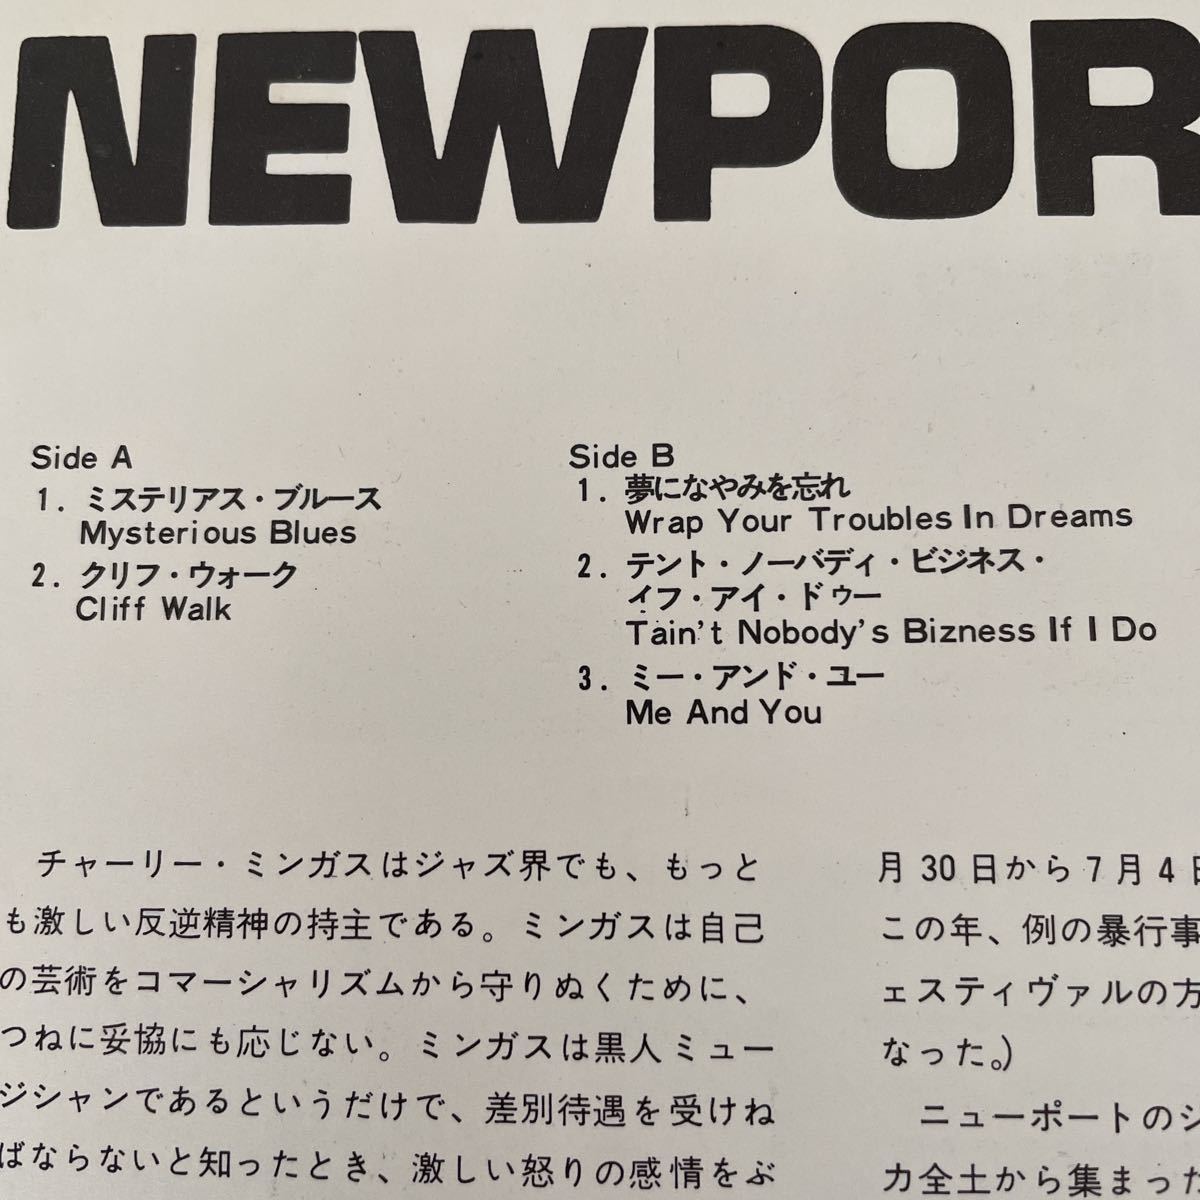 NEWPOR
Side A
1. ミステリアス・ブルース
Mysterious Blues
2. クリフ・ウォーク
Cliff Walk
Side B
1. 夢になやみを忘れ
Wrap Your Troubles In Dreams
2. テント・ノーバディ・ビジネス・
イフ・アイ・ドゥー
Tain't Nobody's Bizness If I Do
3. ミー・アンド・ユー
Me And You
チャーリー・ミンガスはジャズ界でも、もっと
も激しい反逆精神の持主である。ミンガスは自己
の芸術をコマーシャリズムから守りぬくために、
つねに妥協にも応じない。ミンガスは黒人ミュー
ジシャンであるというだけで、差別待遇を受けね
ばならないと知ったとき、激しい怒りの感情をぶ
月30日から7月4日
この年、例の暴行事
ェスティヴァルの方
なった。)
ニューポートのジ
カ全土から集まった